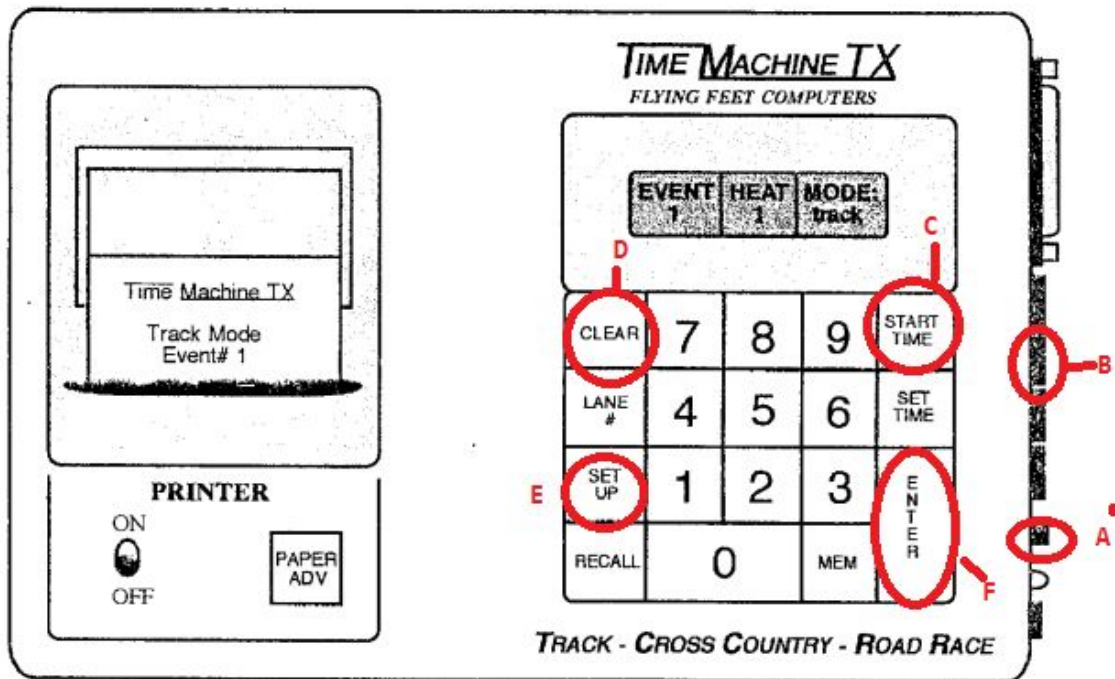 TIME MACHINE TX
FLYING FEET COMPUTERS
EVENT HEAT MODE:
1 1 track
Time Machine TX
Track Mode
Event# 1
PRINTER
ON
OFF
PAPER
ADV
D
C
B
E
A
F
CLEAR 7 8 9 START TIME
LANE # 4 5 6 SET TIME
SET UP 1 2 3 ENTER
RECALL 0 MEM
TRACK - CROSS COUNTRY - ROAD RACE